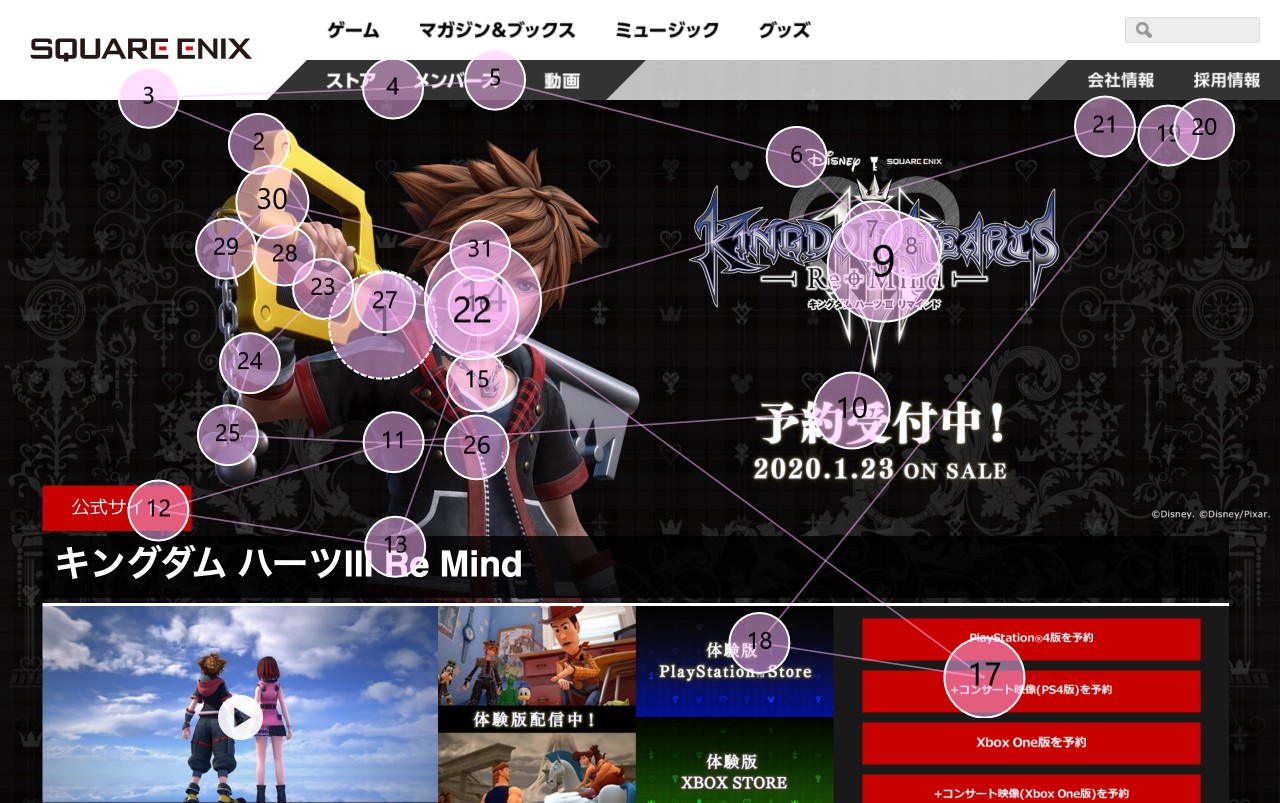 SQUARE ENIX
ゲーム マガジン&ブックス ミュージック グッズ
ストア メンバーズ 動画
会社情報 採用情報
Disney SQUARE ENIX
KINGDOM HEARTS
III
Re Mind
キングダム ハーツ III リマインド
予約受付中!
2020.1.23 ON SALE
©Disney. ©Disney/Pixar.
公式サイト
キングダム ハーツIII Re Mind
体験版配信中!
体験版
PlayStation™Store
体験版
XBOX STORE
PlayStation®4版を予約
+コンサート映像(PS4版)を予約
Xbox One版を予約
+コンサート映像(Xbox One版)を予約
1
2
3
4
5
6
7
8
9
10
11
12
13
14
15
17
18
19
20
21
22
23
24
25
26
27
28
29
30
31